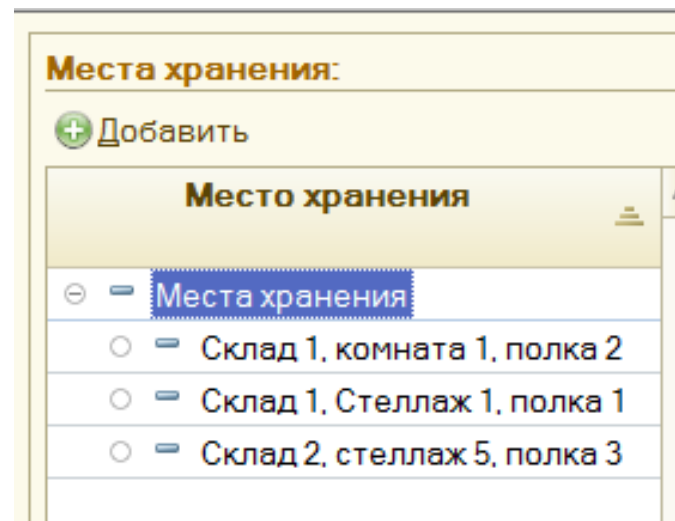 Места хранения:
Добавить
Место хранения
Места хранения
Склад 1, комната 1, полка 2
Склад 1, Стеллаж 1, полка 1
Склад 2, стеллаж 5, полка 3